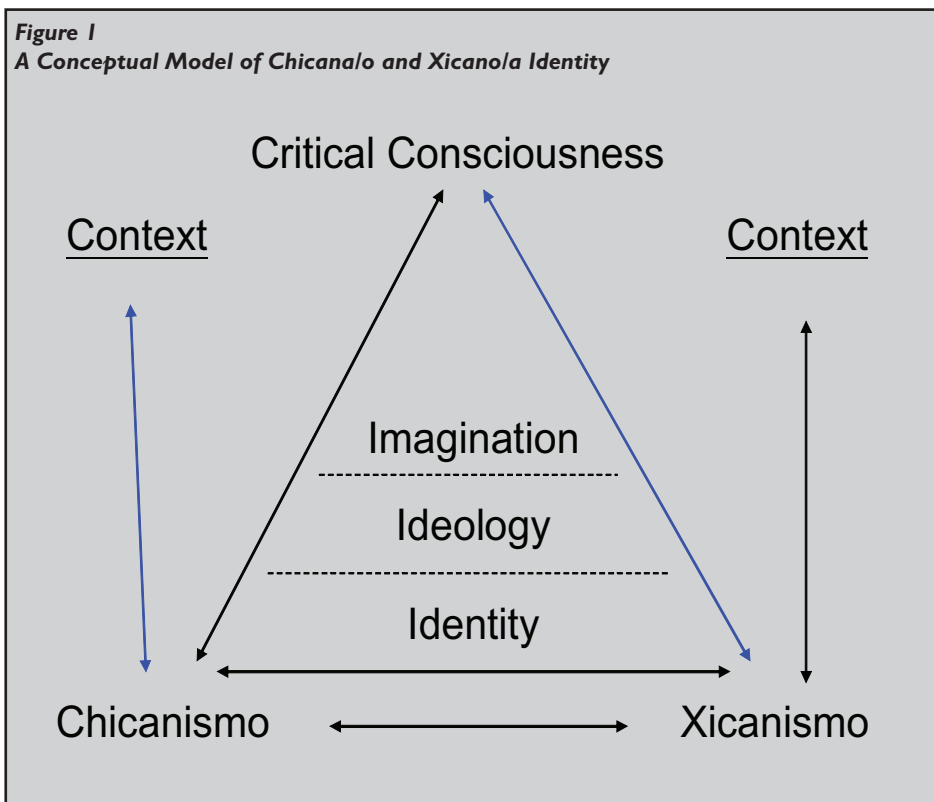 Figure 1
A Conceptual Model of Chicana/o and Xicano/a Identity
Critical Consciousness
Context
Context
Imagination
Ideology
Identity
Chicanismo
Xicanismo